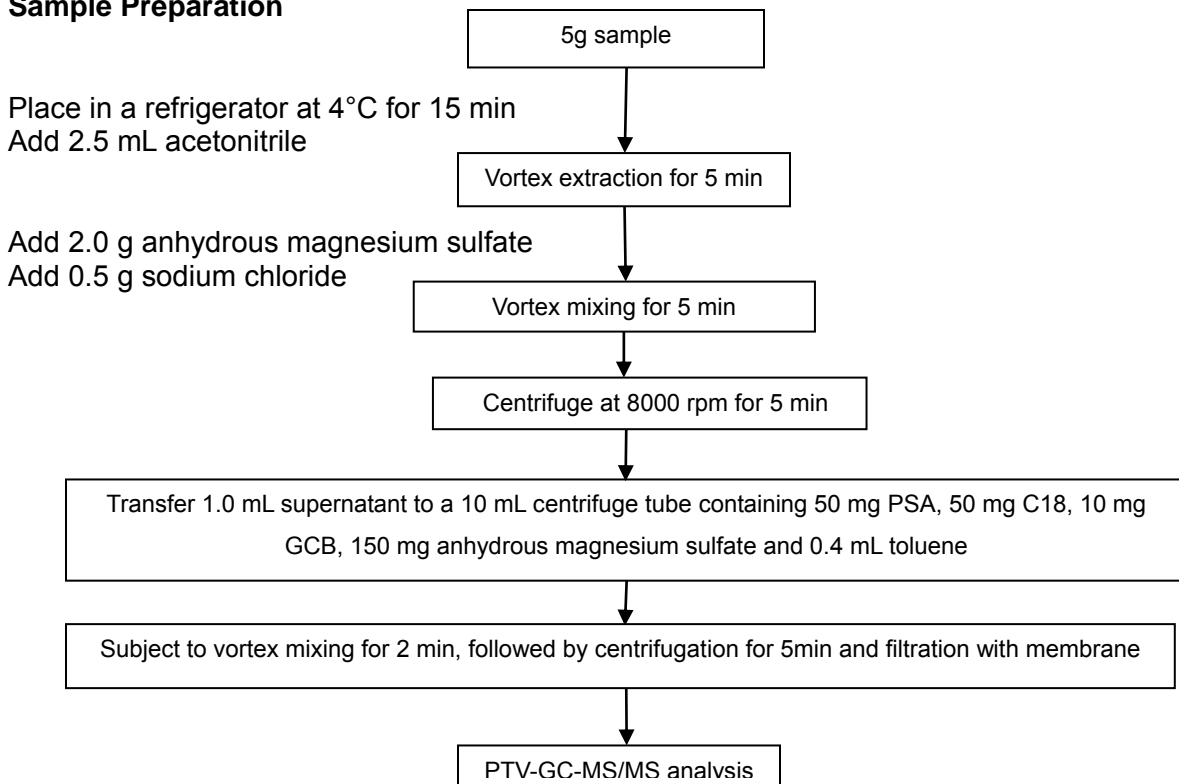 Sample Preparation
5g sample
Place in a refrigerator at 4°C for 15 min
Add 2.5 mL acetonitrile
Vortex extraction for 5 min
Add 2.0 g anhydrous magnesium sulfate
Add 0.5 g sodium chloride
Vortex mixing for 5 min
Centrifuge at 8000 rpm for 5 min
Transfer 1.0 mL supernatant to a 10 mL centrifuge tube containing 50 mg PSA, 50 mg C18, 10 mg
GCB, 150 mg anhydrous magnesium sulfate and 0.4 mL toluene
Subject to vortex mixing for 2 min, followed by centrifugation for 5min and filtration with membrane
PTV-GC-MS/MS analysis